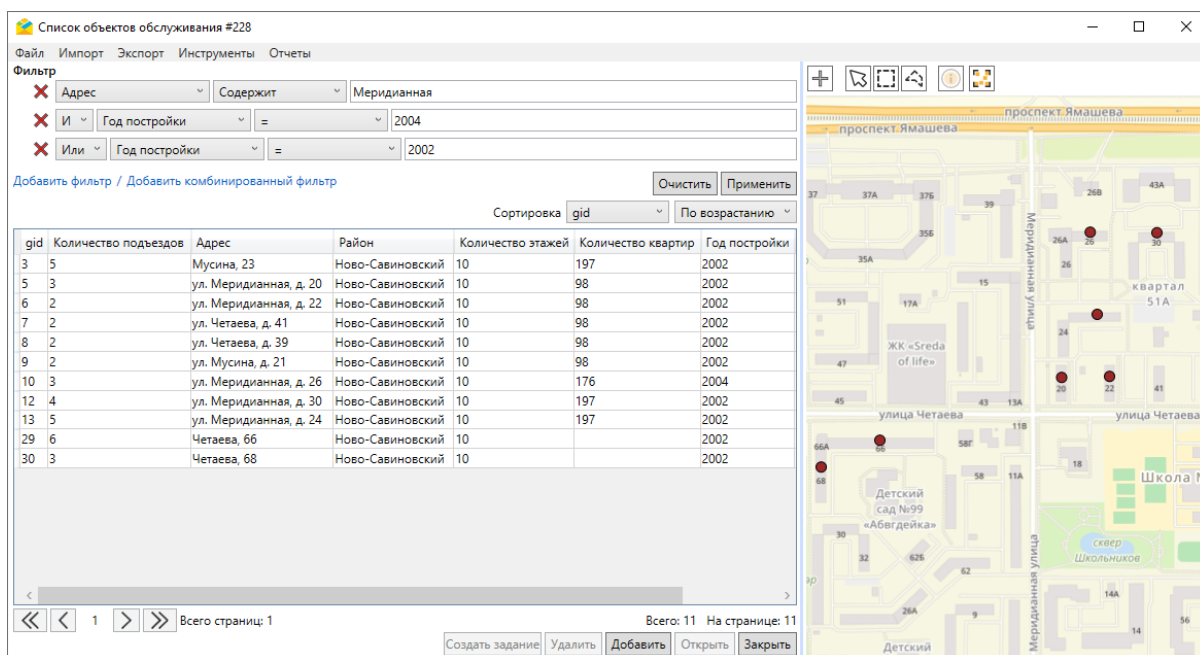 Список объектов обслуживания #228
Файл Импорт Экспорт Инструменты Отчеты
Фильтр
Адрес Содержит Меридианная
И Год постройки = 2004
Или Год постройки = 2002
Добавить фильтр / Добавить комбинированный фильтр
Очистить Применить
Сортировка gid По возрастанию
gid Количество подъездов Адрес Район Количество этажей Количество квартир Год постройки
3 5 Мусина, 23 Ново-Савиновский 10 197 2002
5 3 ул. Меридианная, д. 20 Ново-Савиновский 10 98 2002
6 2 ул. Меридианная, д. 22 Ново-Савиновский 10 98 2002
7 2 ул. Четаева, д. 41 Ново-Савиновский 10 98 2002
8 2 ул. Четаева, д. 39 Ново-Савиновский 10 98 2002
9 2 ул. Мусина, д. 21 Ново-Савиновский 10 98 2002
10 3 ул. Меридианная, д. 26 Ново-Савиновский 10 176 2004
12 4 ул. Меридианная, д. 30 Ново-Савиновский 10 197 2002
13 5 ул. Меридианная, д. 24 Ново-Савиновский 10 197 2002
29 6 Четаева, 66 Ново-Савиновский 10 2002
30 3 Четаева, 68 Ново-Савиновский 10 2002
1 Всего страниц: 1
Всего: 11 На странице: 11
Создать задание Удалить Добавить Открыть Закрыть
проспект Ямашева
проспект Ямашева
37 37А 37Б 39 26В 43А
35Б 26А 26 30
35А 26
Меридианная улица
15 квартал
51 17А 51А
24
ЖК «Sreda
of life»
47
20 22 41
45 43 13А
улица Четаева улица Четаева
11В
66А 66 58Г
68 58 11А 18
Школа
Детский
сад №99
«Абвгдейка»
30
сквер
Школьников
32 62Б
62
Меридианная улица
14А
26А 9 14 56
Детский